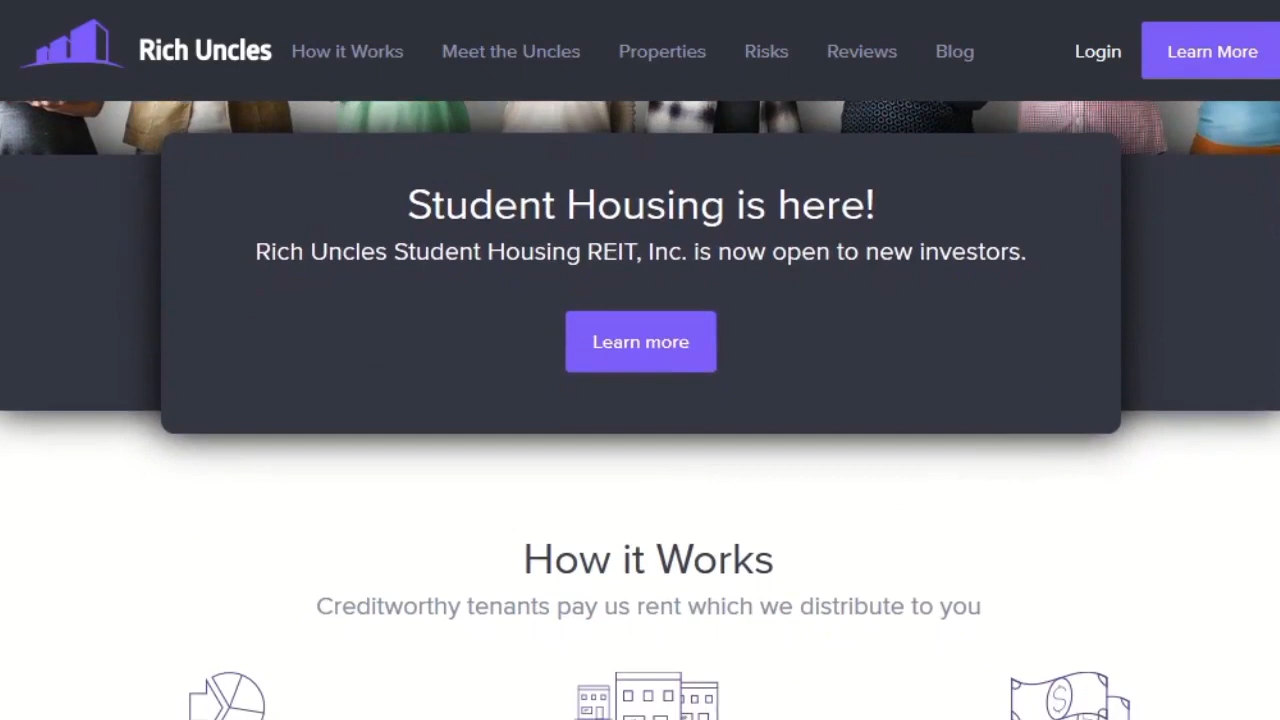 Rich Uncles How it Works Meet the Uncles Properties Risks Reviews Blog Login Learn More
Student Housing is here!
Rich Uncles Student Housing REIT, Inc. is now open to new investors.
Learn more
How it Works
Creditworthy tenants pay us rent which we distribute to you